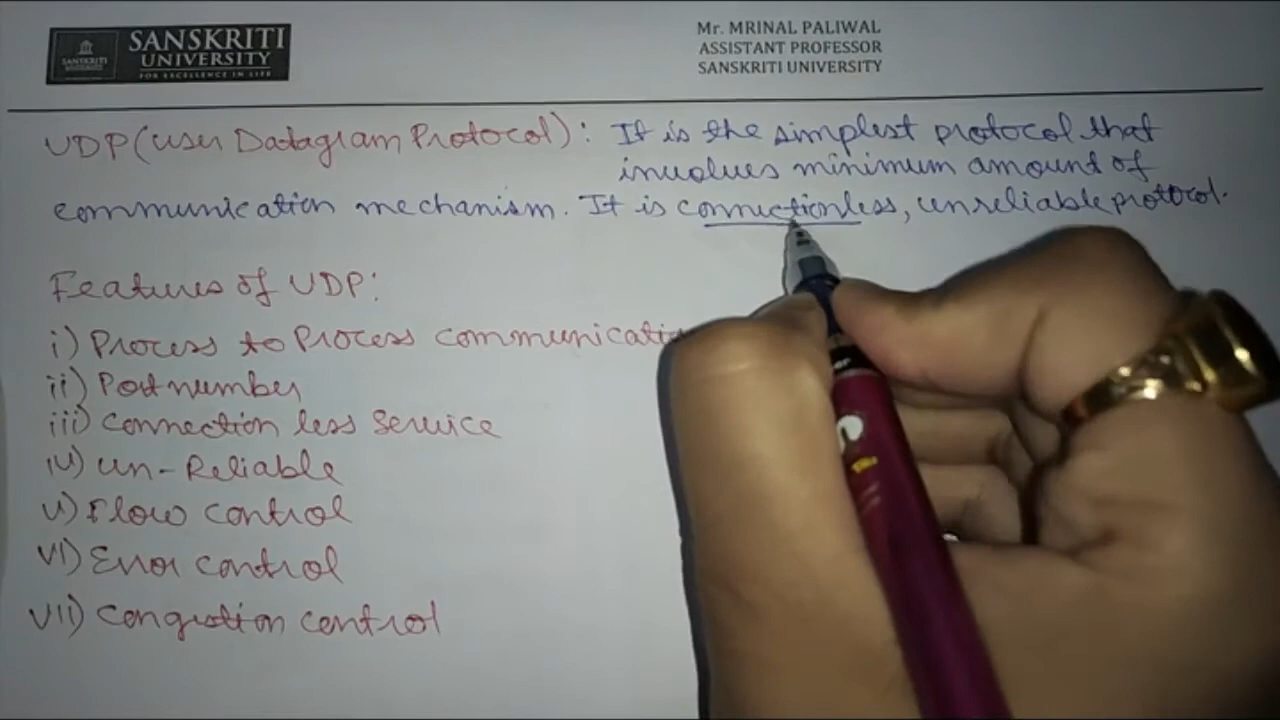 SANSKRITI
UNIVERSITY
FOR EXCELLENCE IN LIFE
SANSKRITI
UNIVERSITY
Mr. MRINAL PALIWAL
ASSISTANT PROFESSOR
SANSKRITI UNIVERSITY
UDP (User Datagram Protocol): It is the simplest protocol that
involves minimum amount of
communication mechanism. It is connectionless, unreliable protocol.
Features of UDP:
i) Process to Process
ii) Port number
iii) Connection less Service
iv) un-Reliable
v) Flow control
vi) Error control
vii) Congestion control